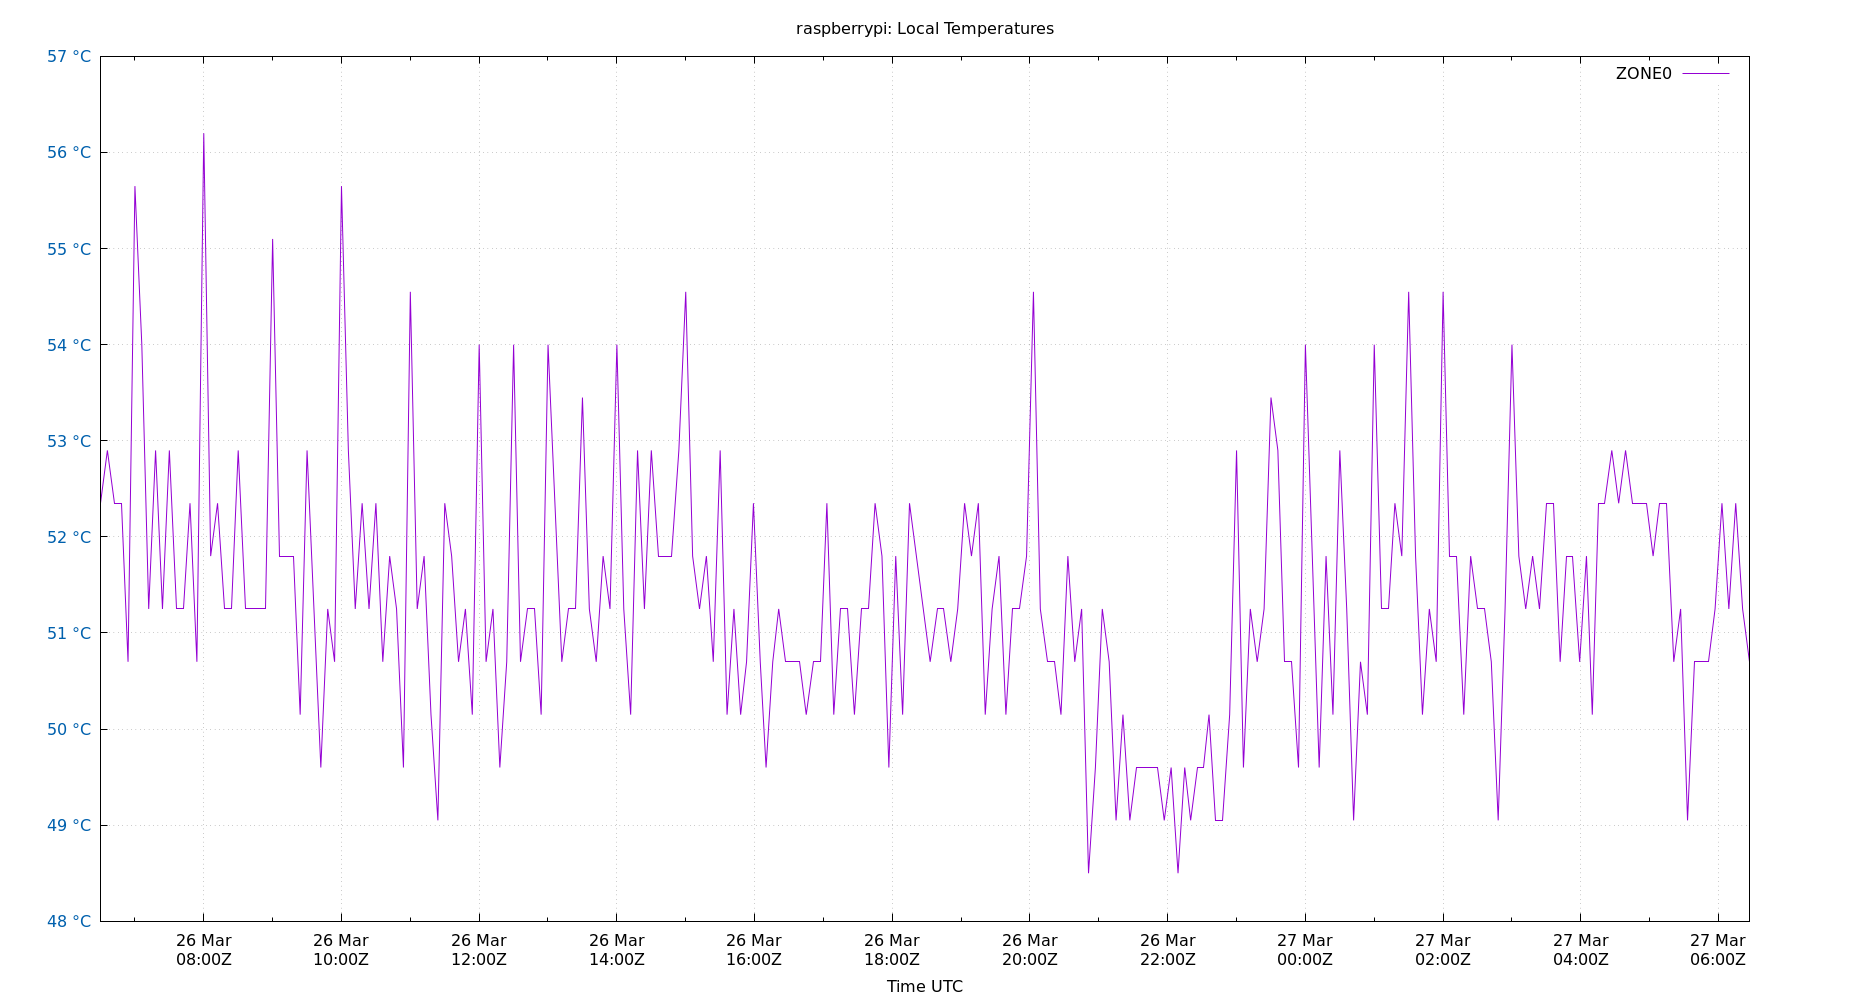 raspberrypi: Local Temperatures
57 °C
ZONE0
56 °C
55 °C
54 °C
53 °C
52 °C
51 °C
50 °C
49 °C
48 °C
26 Mar 26 Mar 26 Mar 26 Mar 26 Mar 26 Mar 26 Mar 26 Mar 27 Mar 27 Mar 27 Mar 27 Mar
08:00Z 10:00Z 12:00Z 14:00Z 16:00Z 18:00Z 20:00Z 22:00Z 00:00Z 02:00Z 04:00Z 06:00Z
Time UTC